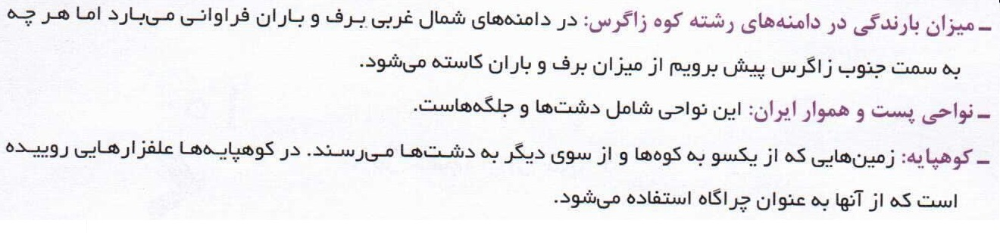 ـ میزان بارندگی در دامنه‌های رشته کوه زاگرس: در دامنه‌های شمال غربی برف و باران فراوانی می‌بارد اما هر چه
به سمت جنوب زاگرس پیش برویم از میزان برف و باران کاسته می‌شود.
ـ نواحی پست و هموار ایران: این نواحی شامل دشت‌ها و جلگه‌هاست.
ـ کوهپایه: زمین‌هایی که از یکسو به کوه‌ها و از سوی دیگر به دشت‌ها می‌رسند. در کوهپایه‌ها علفزارهایی روییده
است که از آنها به عنوان چراگاه استفاده می‌شود.